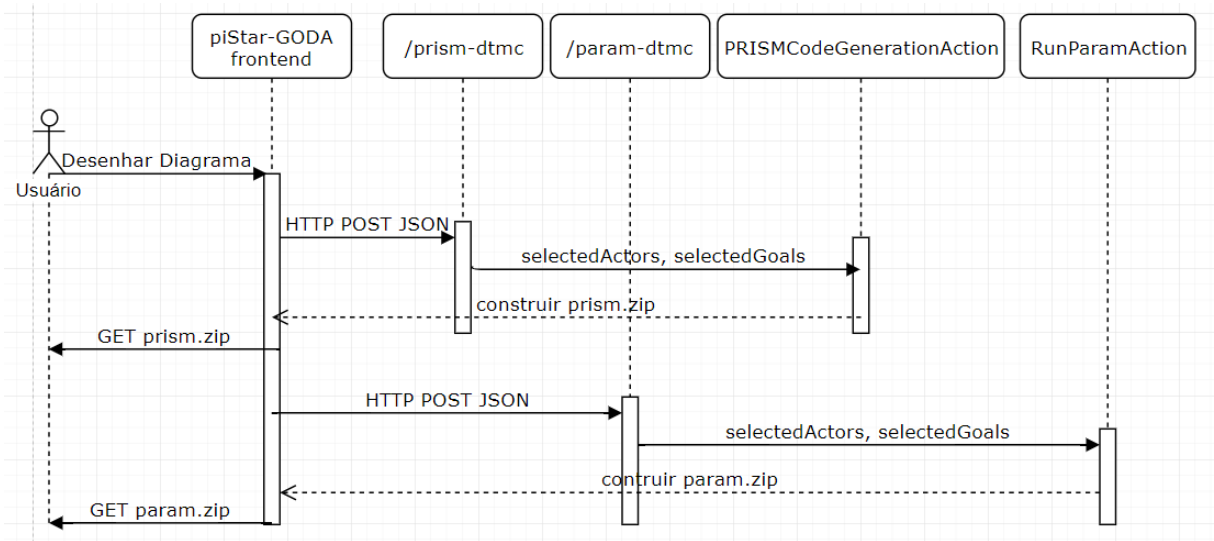 piStar-GODA
frontend
/prism-dtmc
/param-dtmc
PRISMCodeGenerationAction
RunParamAction
Desenhar Diagrama
Usuário
HTTP POST JSON
selectedActors, selectedGoals
construir prism.zip
GET prism.zip
HTTP POST JSON
selectedActors, selectedGoals
contruir param.zip
GET param.zip